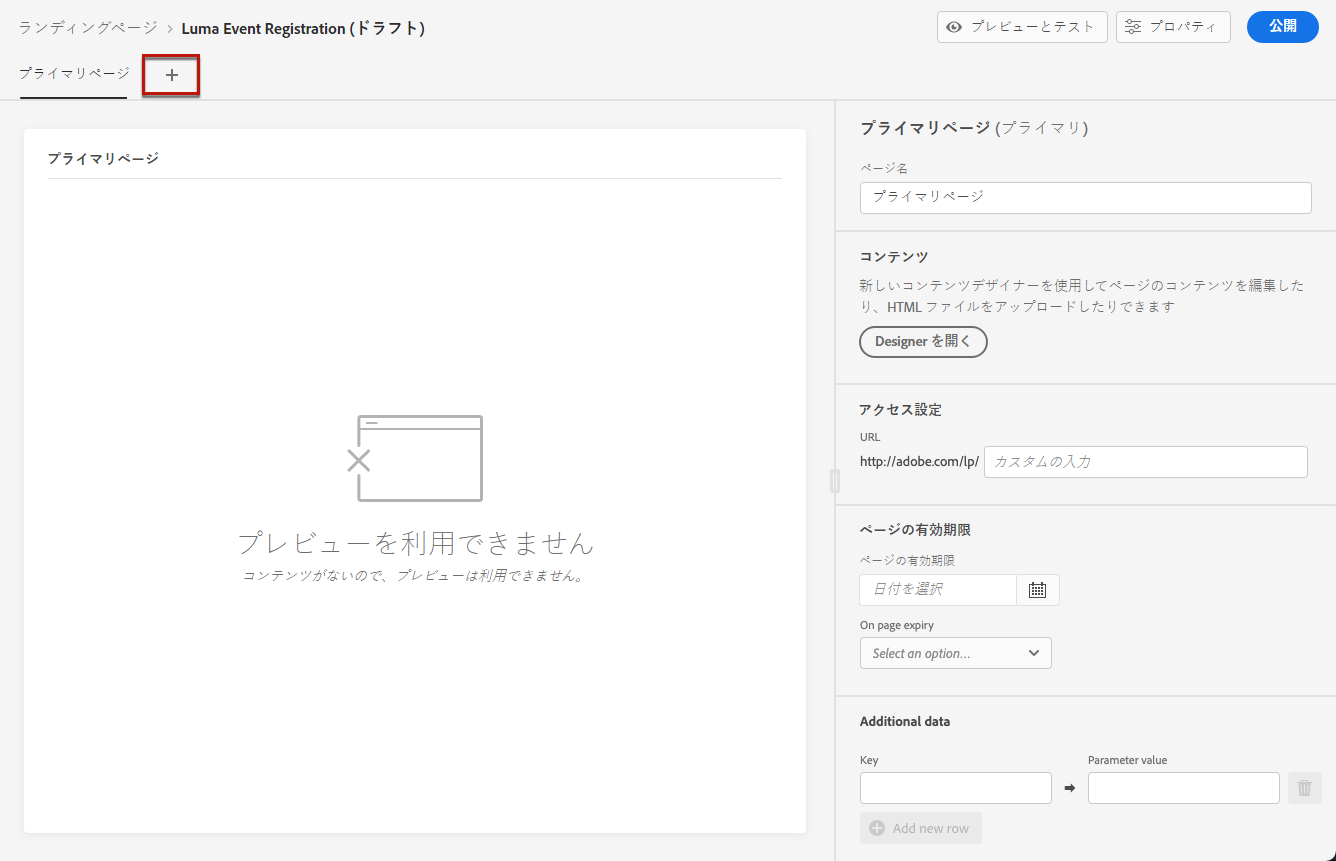 ランディングページ › Luma Event Registration (ドラフト)
プレビューとテスト
プロパティ
公開
プライマリページ
+
プライマリページ
プレビューを利用できません
コンテンツがないので、プレビューは利用できません。
プライマリページ (プライマリ)
ページ名
プライマリページ
コンテンツ
新しいコンテンツデザイナーを使用してページのコンテンツを編集した
り、HTML ファイルをアップロードしたりできます
Designer を開く
アクセス設定
URL
http://adobe.com/lp/ カスタムの入力
ページの有効期限
ページの有効期限
日付を選択
On page expiry
Select an option...
Additional data
Key
Parameter value
Add new row